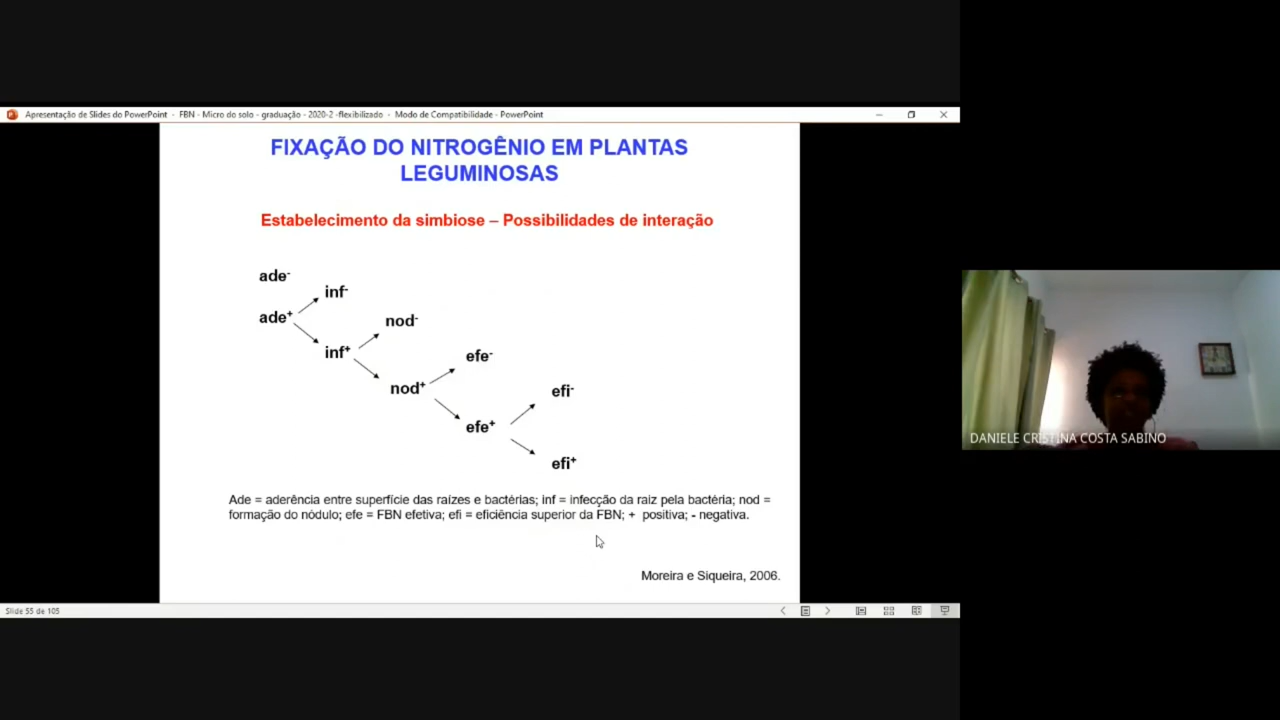 Apresentação de Slides do PowerPoint - FBN - Micro do solo - graduação - 2020-2 -flexibilizado - Modo de Compatibilidade - PowerPoint
FIXAÇÃO DO NITROGÊNIO EM PLANTAS
LEGUMINOSAS
Estabelecimento da simbiose – Possibilidades de interação
ade-
inf-
ade+
nod-
inf+
efe-
nod+
efi-
efe+
efi+
Ade = aderência entre superfície das raízes e bactérias; inf = infecção da raiz pela bactéria; nod =
formação do nódulo; efe = FBN efetiva; efi = eficiência superior da FBN; + positiva; - negativa.
Moreira e Siqueira, 2006.
Slide 55 de 105
DANIELE CRISTINA COSTA SABINO